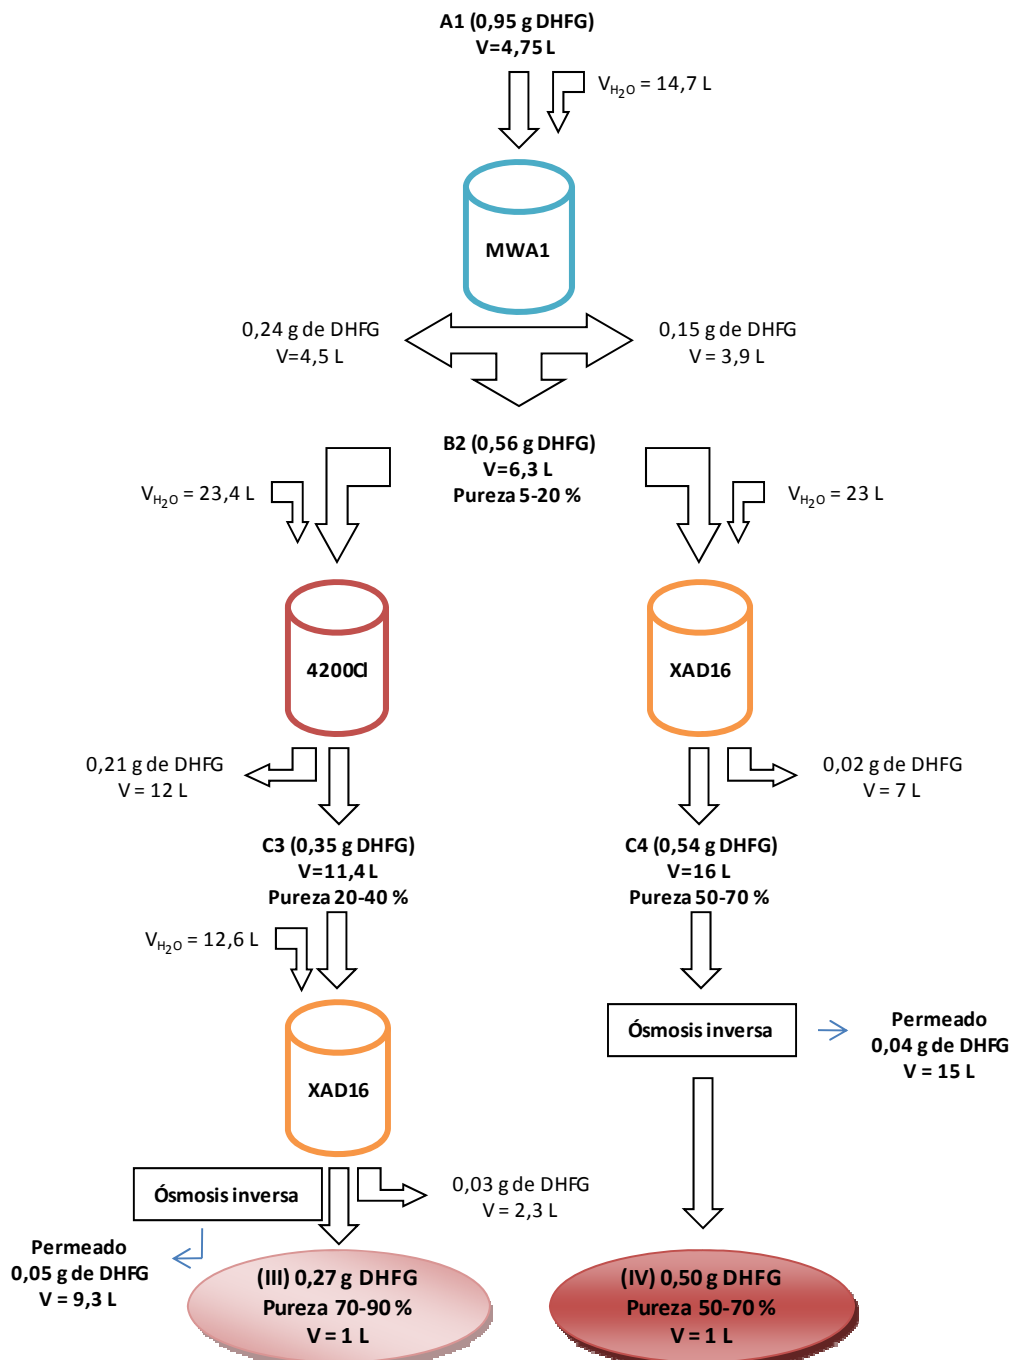 A1 (0,95 g DHFG)
V=4,75 L
V_H₂O = 14,7 L
MWA1
0,24 g de DHFG
V=4,5 L
0,15 g de DHFG
V = 3,9 L
B2 (0,56 g DHFG)
V=6,3 L
Pureza 5-20 %
V_H₂O = 23,4 L
V_H₂O = 23 L
4200Cl
XAD16
0,21 g de DHFG
V = 12 L
0,02 g de DHFG
V = 7 L
C3 (0,35 g DHFG)
V=11,4 L
Pureza 20-40 %
C4 (0,54 g DHFG)
V=16 L
Pureza 50-70 %
V_H₂O = 12,6 L
Ósmosis inversa
Permeado
0,04 g de DHFG
V = 15 L
XAD16
Ósmosis inversa
0,03 g de DHFG
V = 2,3 L
Permeado
0,05 g de DHFG
V = 9,3 L
(III) 0,27 g DHFG
Pureza 70-90 %
V = 1 L
(IV) 0,50 g DHFG
Pureza 50-70 %
V = 1 L